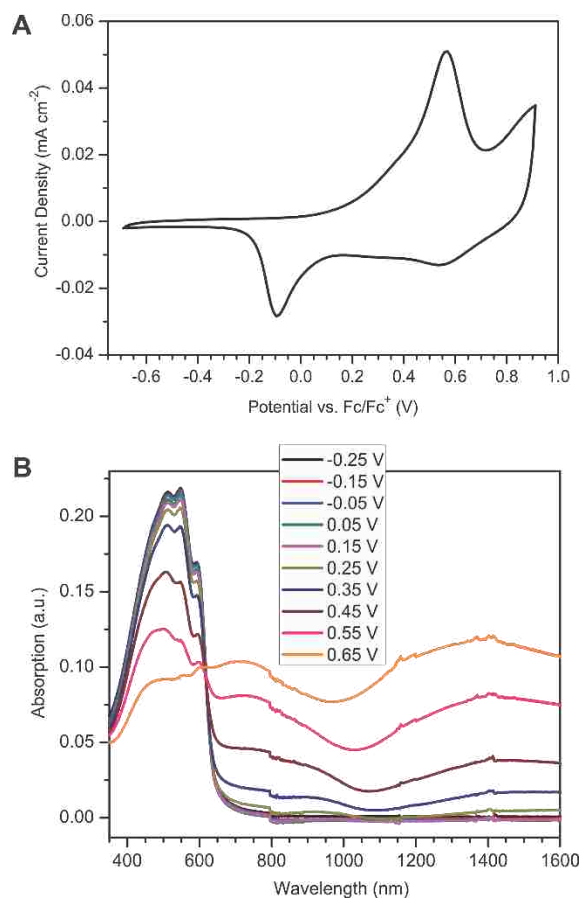 A
0.06
0.04
0.02
0.00
-0.02
-0.04
Current Density (mA cm⁻²)
-0.6 -0.4 -0.2 0.0 0.2 0.4 0.6 0.8 1.0
Potential vs. Fc/Fc⁺ (V)
B
-0.25 V
-0.15 V
-0.05 V
0.05 V
0.15 V
0.25 V
0.35 V
0.45 V
0.55 V
0.65 V
0.20
0.15
0.10
0.05
0.00
Absorption (a.u.)
400 600 800 1000 1200 1400 1600
Wavelength (nm)